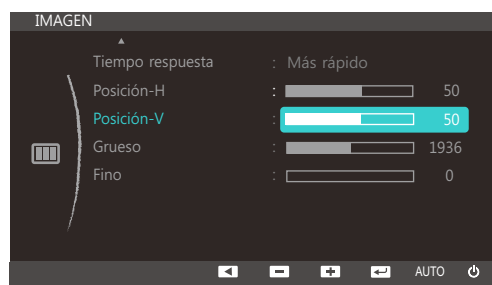 IMAGEN
Tiempo respuesta : Más rápido
Posición-H : 50
Posición-V : 50
Grueso : 1936
Fino : 0
AUTO